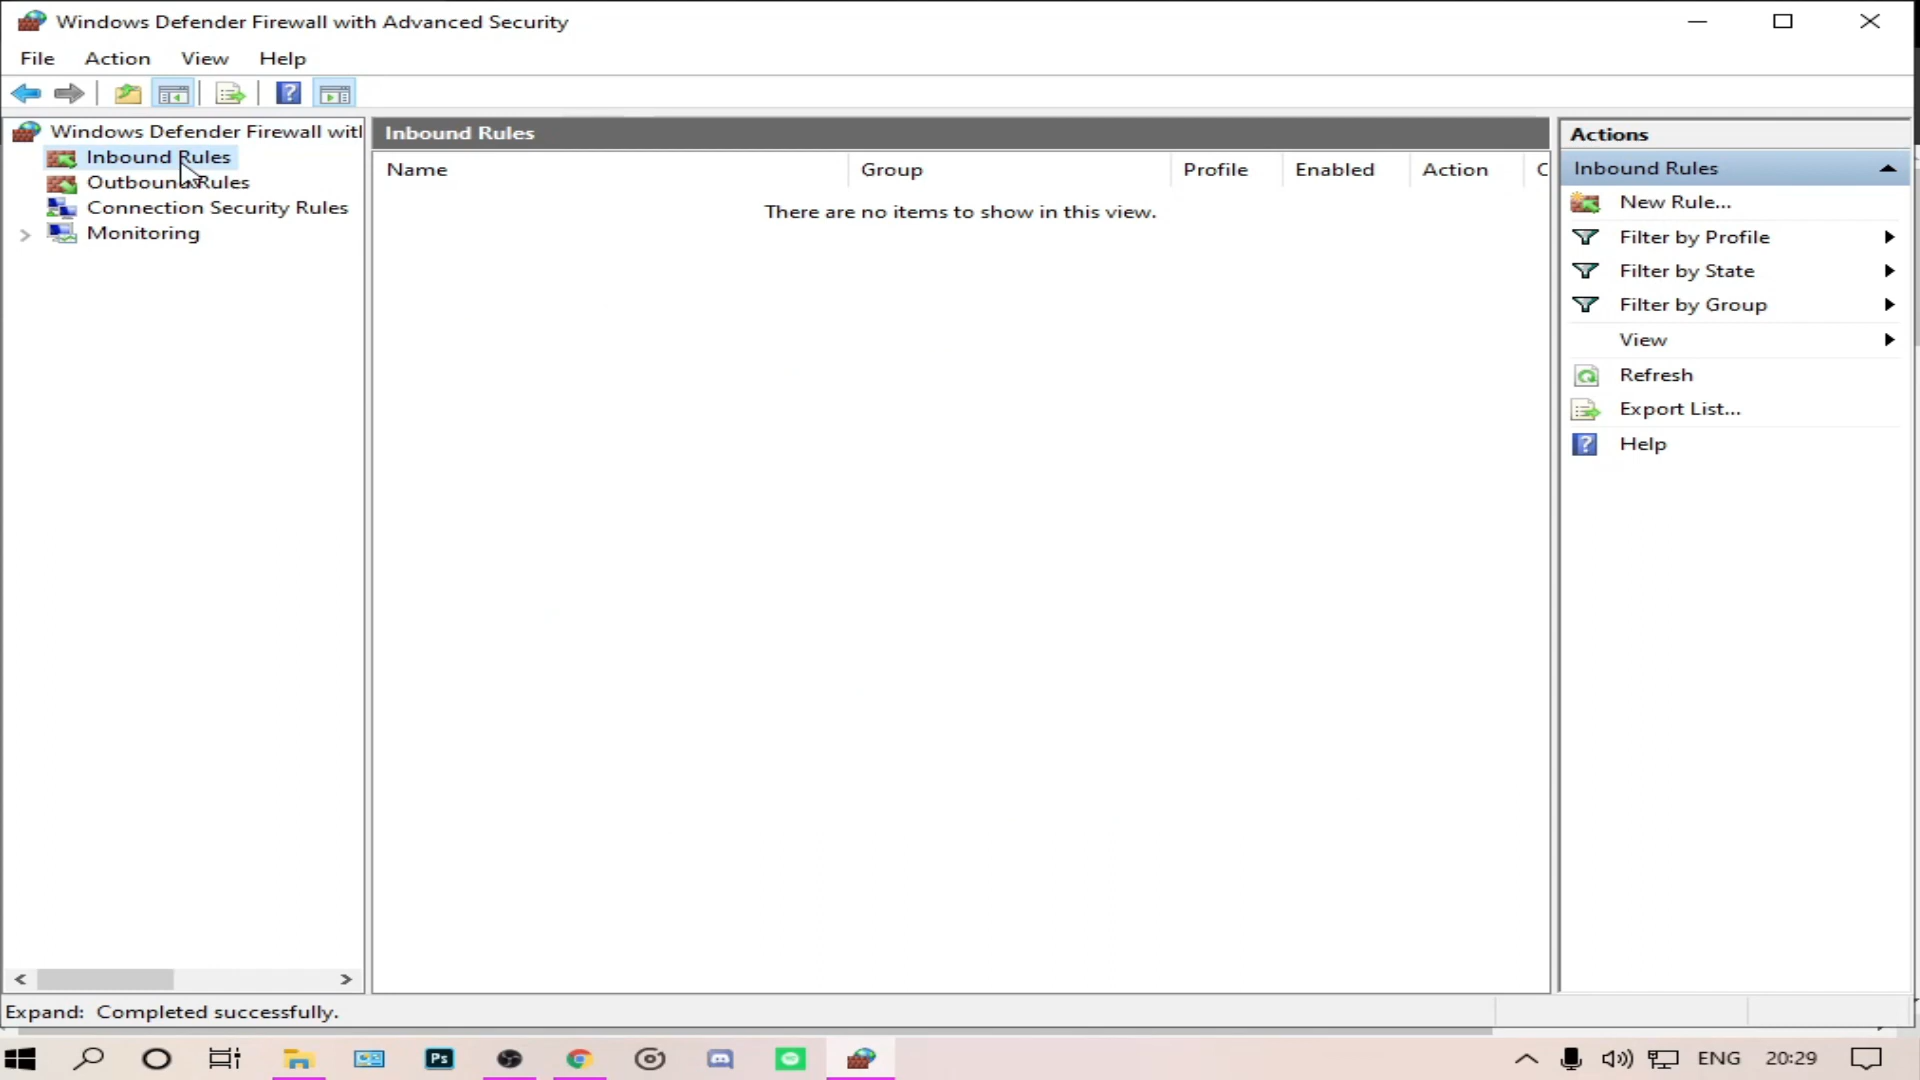 Windows Defender Firewall with Advanced Security
File Action View Help
Windows Defender Firewall witl
Inbound Rules
Outbound Rules
Connection Security Rules
Monitoring
Inbound Rules
Name Group Profile Enabled Action C
There are no items to show in this view.
Actions
Inbound Rules
New Rule...
Filter by Profile
Filter by State
Filter by Group
View
Refresh
Export List...
Help
Expand: Completed successfully.
Ps
ENG 20:29